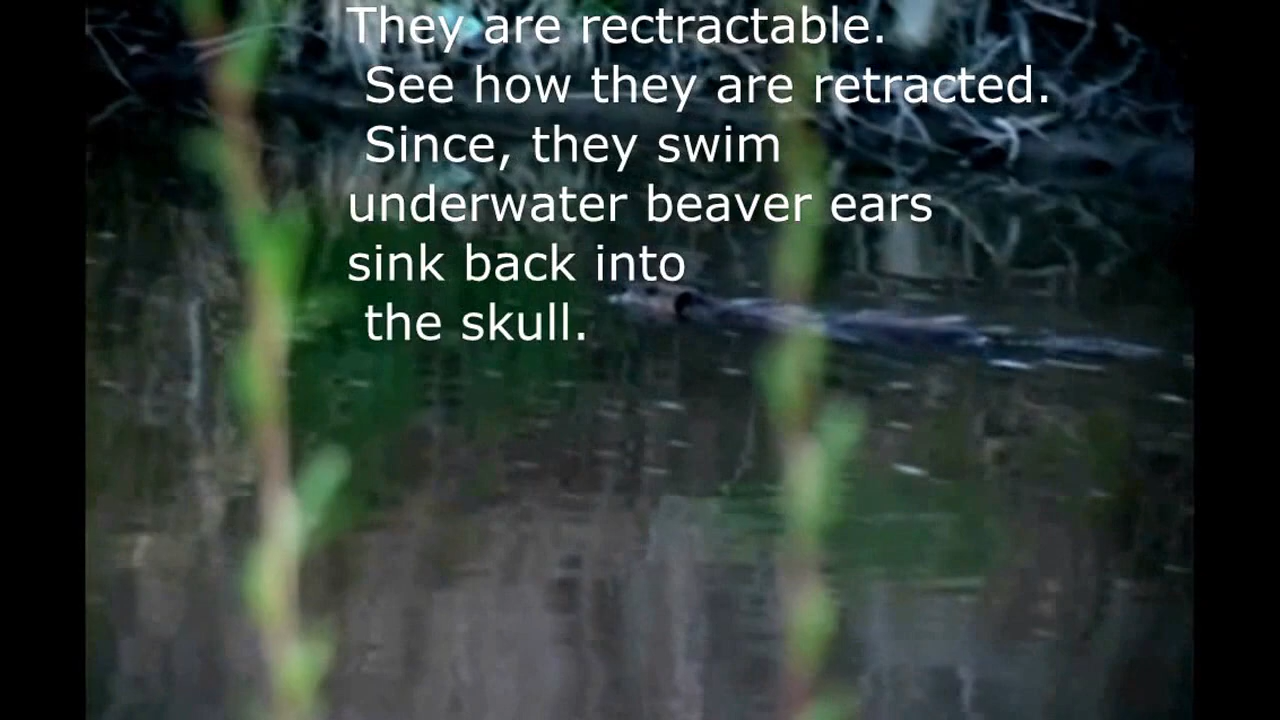 They are rectractable.
See how they are retracted.
Since, they swim
underwater beaver ears
sink back into
the skull.